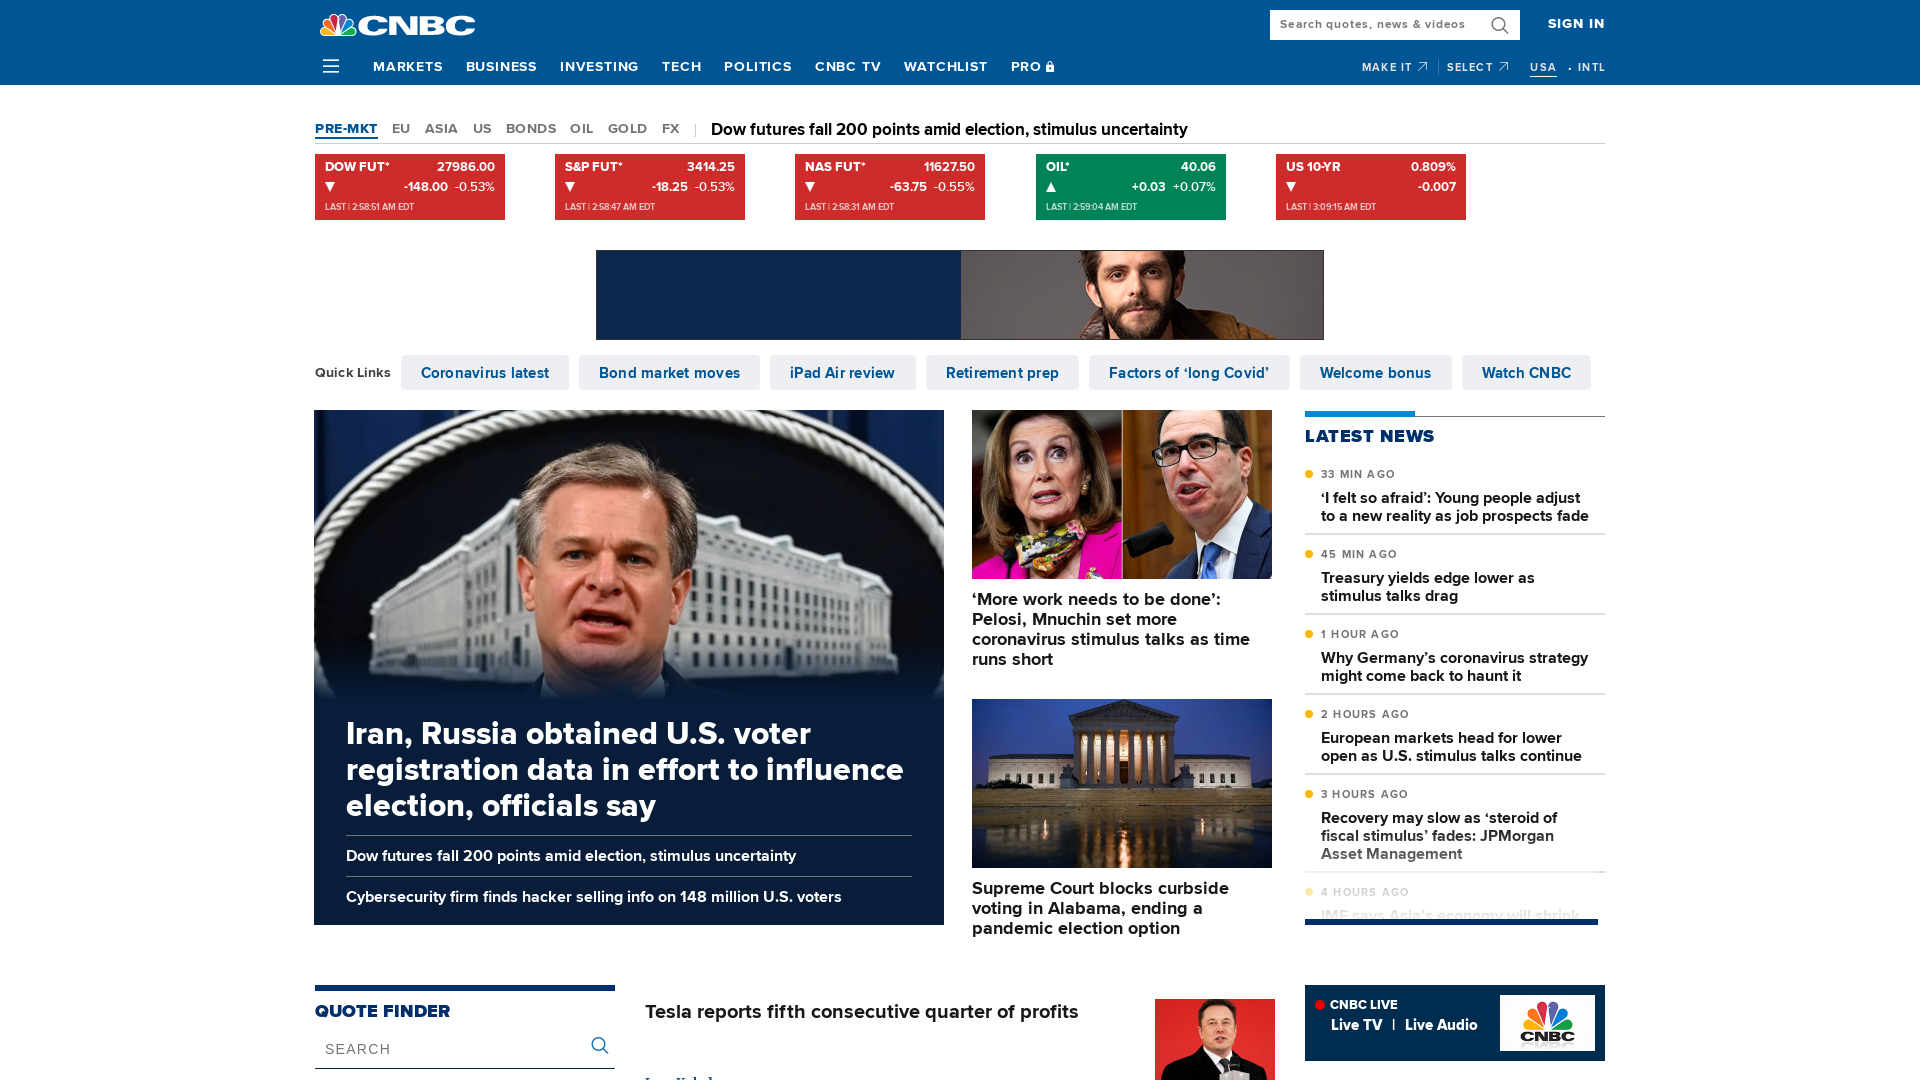 CNBC
Search quotes, news & videos
SIGN IN
MARKETS BUSINESS INVESTING TECH POLITICS CNBC TV WATCHLIST PRO
MAKE IT SELECT USA • INTL
PRE-MKT EU ASIA US BONDS OIL GOLD FX
Dow futures fall 200 points amid election, stimulus uncertainty
DOW FUT* 27986.00
-148.00 -0.53%
LAST | 2:58:51 AM EDT
S&P FUT* 3414.25
-18.25 -0.53%
LAST | 2:58:47 AM EDT
NAS FUT* 11627.50
-63.75 -0.55%
LAST | 2:58:31 AM EDT
OIL* 40.06
+0.03 +0.07%
LAST | 2:59:04 AM EDT
US 10-YR 0.809%
-0.007
LAST | 3:09:15 AM EDT
Quick Links Coronavirus latest Bond market moves iPad Air review Retirement prep Factors of ‘long Covid’ Welcome bonus Watch CNBC
Iran, Russia obtained U.S. voter
registration data in effort to influence
election, officials say
Dow futures fall 200 points amid election, stimulus uncertainty
Cybersecurity firm finds hacker selling info on 148 million U.S. voters
‘More work needs to be done’:
Pelosi, Mnuchin set more
coronavirus stimulus talks as time
runs short
Supreme Court blocks curbside
voting in Alabama, ending a
pandemic election option
LATEST NEWS
33 MIN AGO
‘I felt so afraid’: Young people adjust
to a new reality as job prospects fade
45 MIN AGO
Treasury yields edge lower as
stimulus talks drag
1 HOUR AGO
Why Germany’s coronavirus strategy
might come back to haunt it
2 HOURS AGO
European markets head for lower
open as U.S. stimulus talks continue
3 HOURS AGO
Recovery may slow as ‘steroid of
fiscal stimulus’ fades: JPMorgan
Asset Management
4 HOURS AGO
IMF says Asia’s economy will shrink
QUOTE FINDER
SEARCH
Tesla reports fifth consecutive quarter of profits
CNBC LIVE
Live TV | Live Audio
CNBC